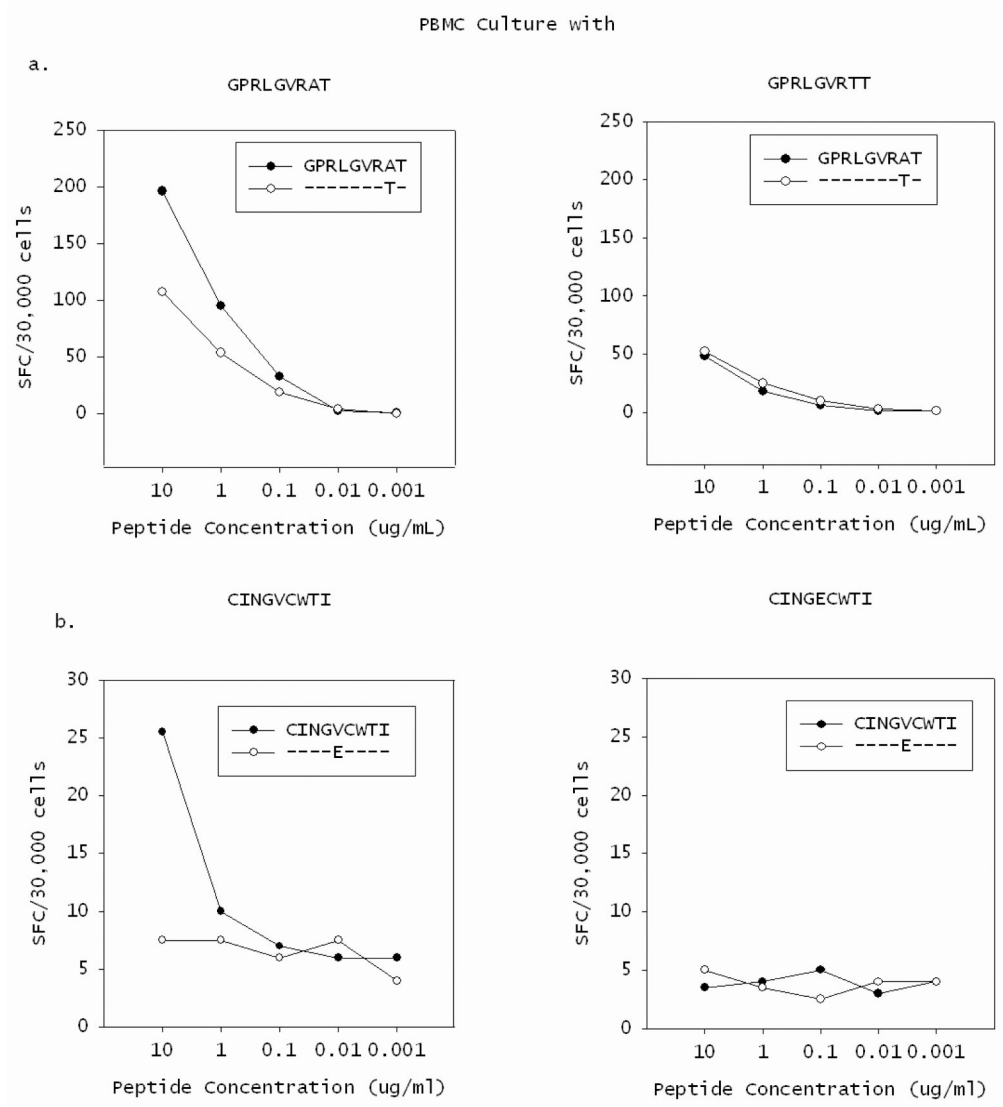 PBMC Culture with
a.
GPRLGVRAT
250
200
150
100
50
0
SFC/30,000 cells
GPRLGVRAT
-------T-
10 1 0.1 0.01 0.001
Peptide Concentration (ug/mL)
GPRLGVRTT
250
200
150
100
50
0
SFC/30,000 cells
GPRLGVRAT
-------T-
10 1 0.1 0.01 0.001
Peptide Concentration (ug/mL)
b.
CINGVCWTI
30
25
20
15
10
5
0
SFC/30,000 cells
CINGVCWTI
----E----
10 1 0.1 0.01 0.001
Peptide Concentration (ug/ml)
CINGECWTI
30
25
20
15
10
5
0
SFC/30,000 cells
CINGVCWTI
----E----
10 1 0.1 0.01 0.001
Peptide Concentration (ug/ml)